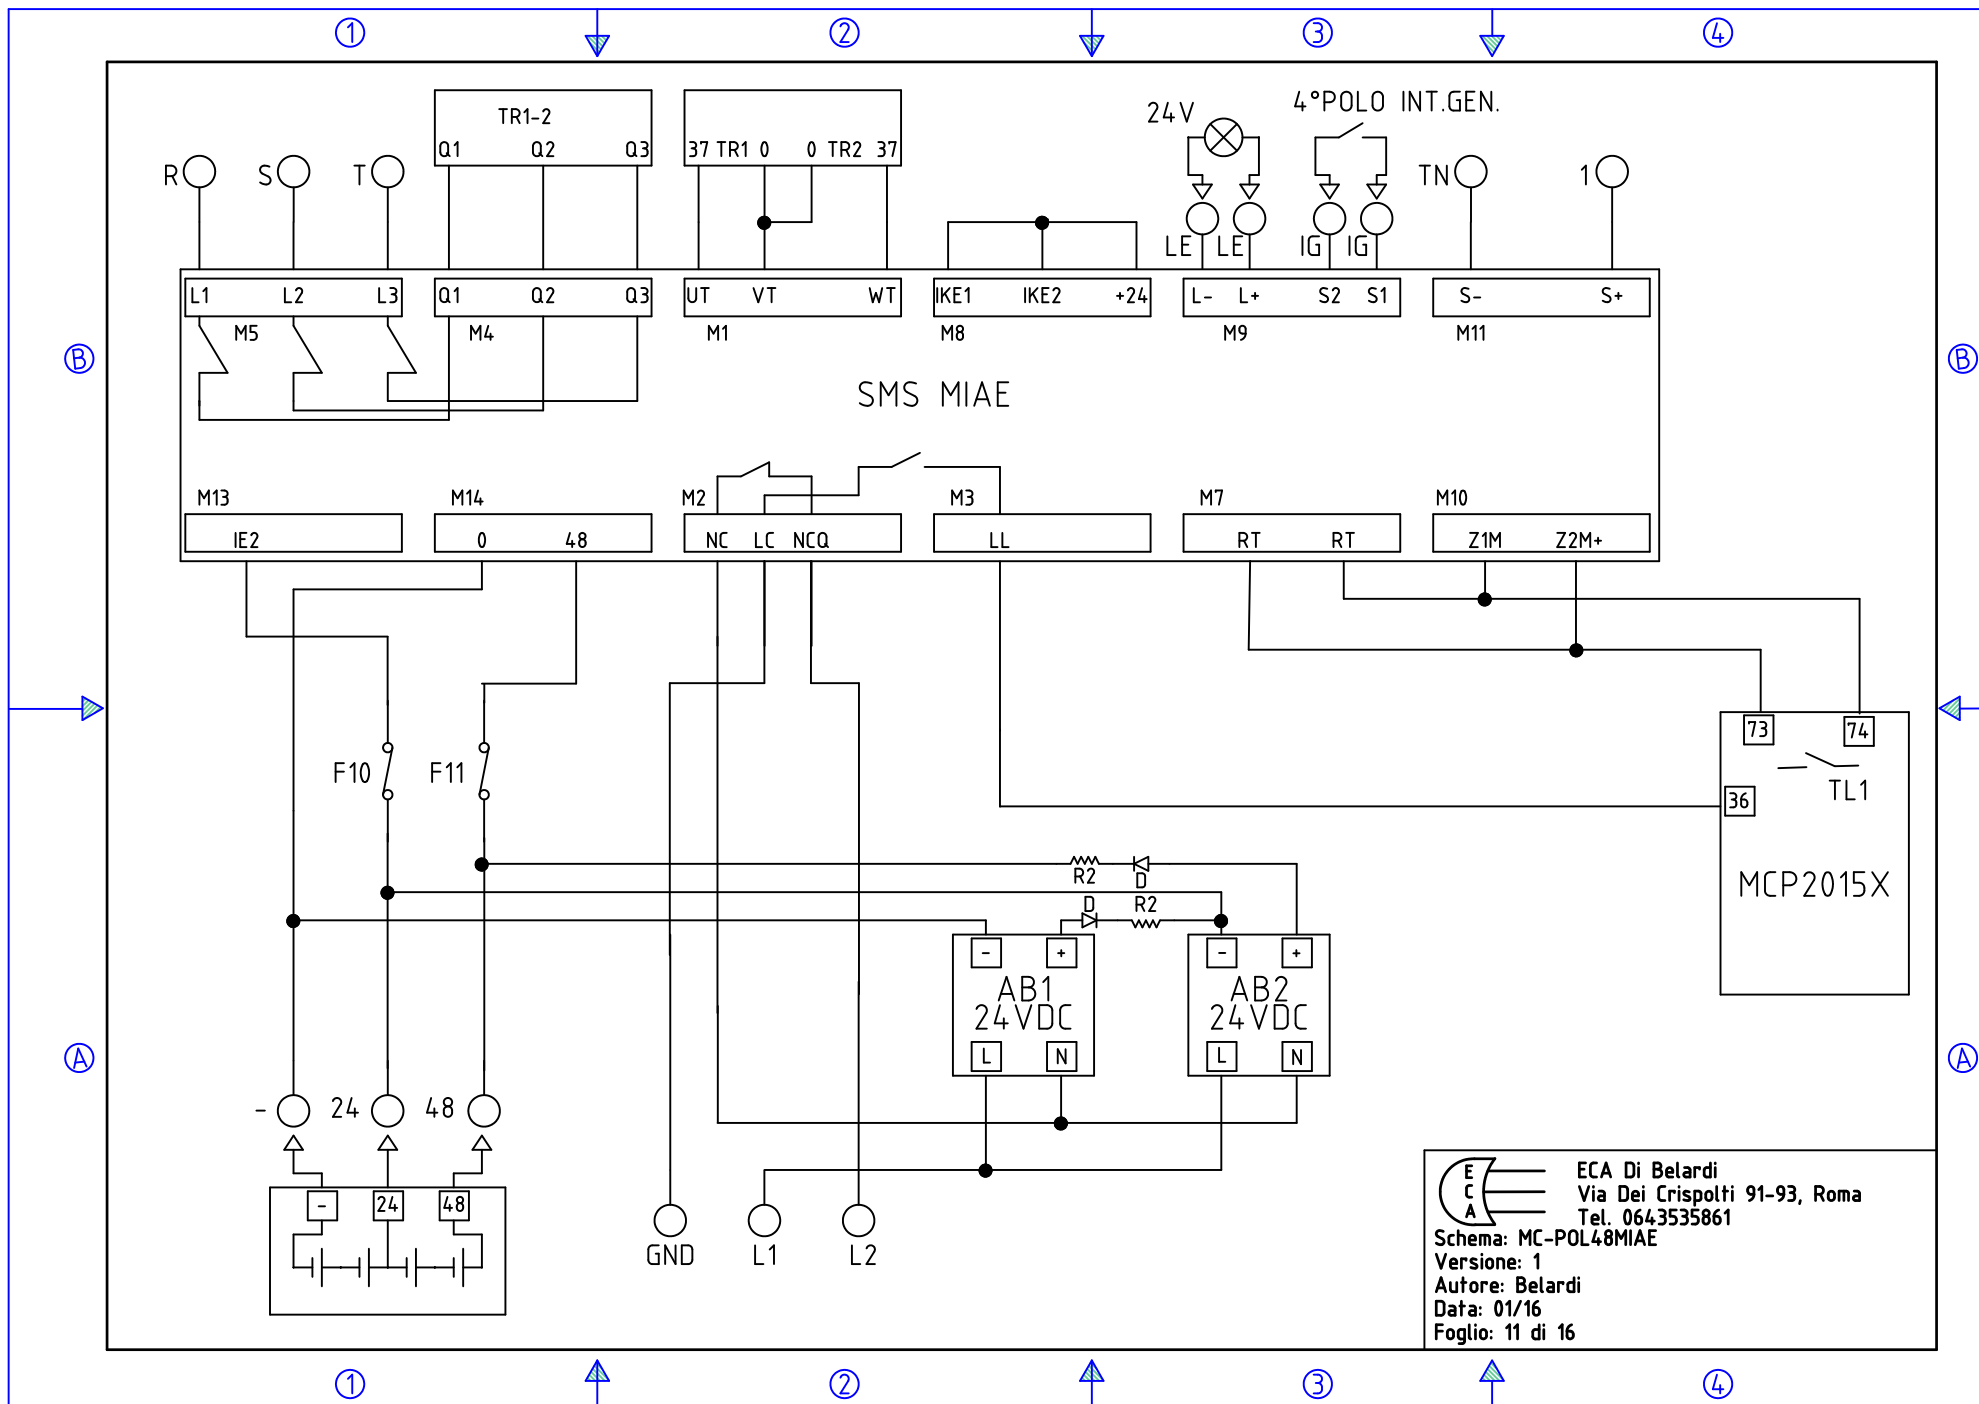 1 2 3 4
TR1-2
Q1 Q2 Q3
37 TR1 0 0 TR2 37
24V
4°POLO INT.GEN.
R S T
TN 1
LE LE IG IG
L1 L2 L3
Q1 Q2 Q3
UT VT WT
IKE1 IKE2 +24
L- L+ S2 S1
S- S+
M5 M4 M1 M8 M9 M11
B B
SMS MIAE
M13 M14 M2 M3 M7 M10
IE2
0 48
NC LC NCQ
LL
RT RT
Z1M Z2M+
73 74
TL1
36
MCP2015X
F10 F11
R2 D
D R2
- +
- +
AB1
24VDC
AB2
24VDC
L N
L N
A A
- 24 48
- 24 48
GND L1 L2
E
C
A
ECA Di Belardi
Via Dei Crispolti 91-93, Roma
Tel. 0643535861
Schema: MC-POL48MIAE
Versione: 1
Autore: Belardi
Data: 01/16
Foglio: 11 di 16
1 2 3 4